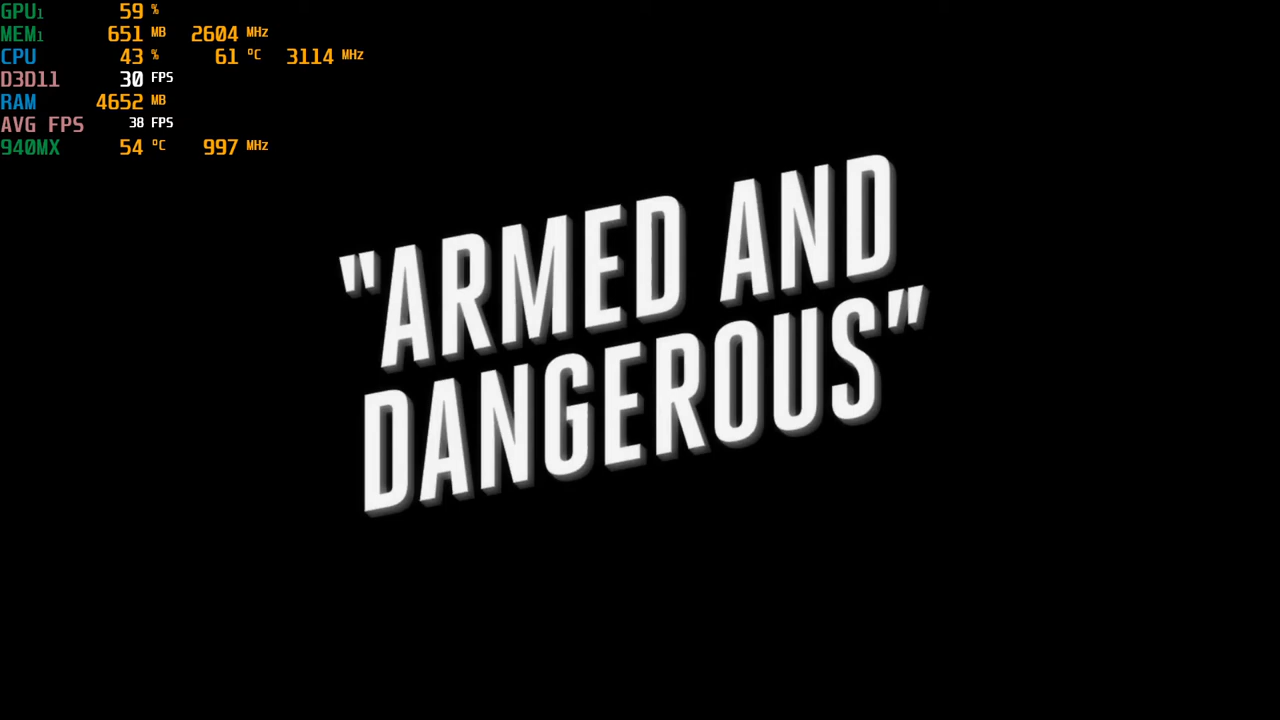 GPU1 59 %
MEM1 651 MB 2604 MHz
CPU 43 % 61 °C 3114 MHz
D3D11 30 FPS
RAM 4652 MB
AVG FPS 38 FPS
940MX 54 °C 997 MHz
"ARMED AND
DANGEROUS"